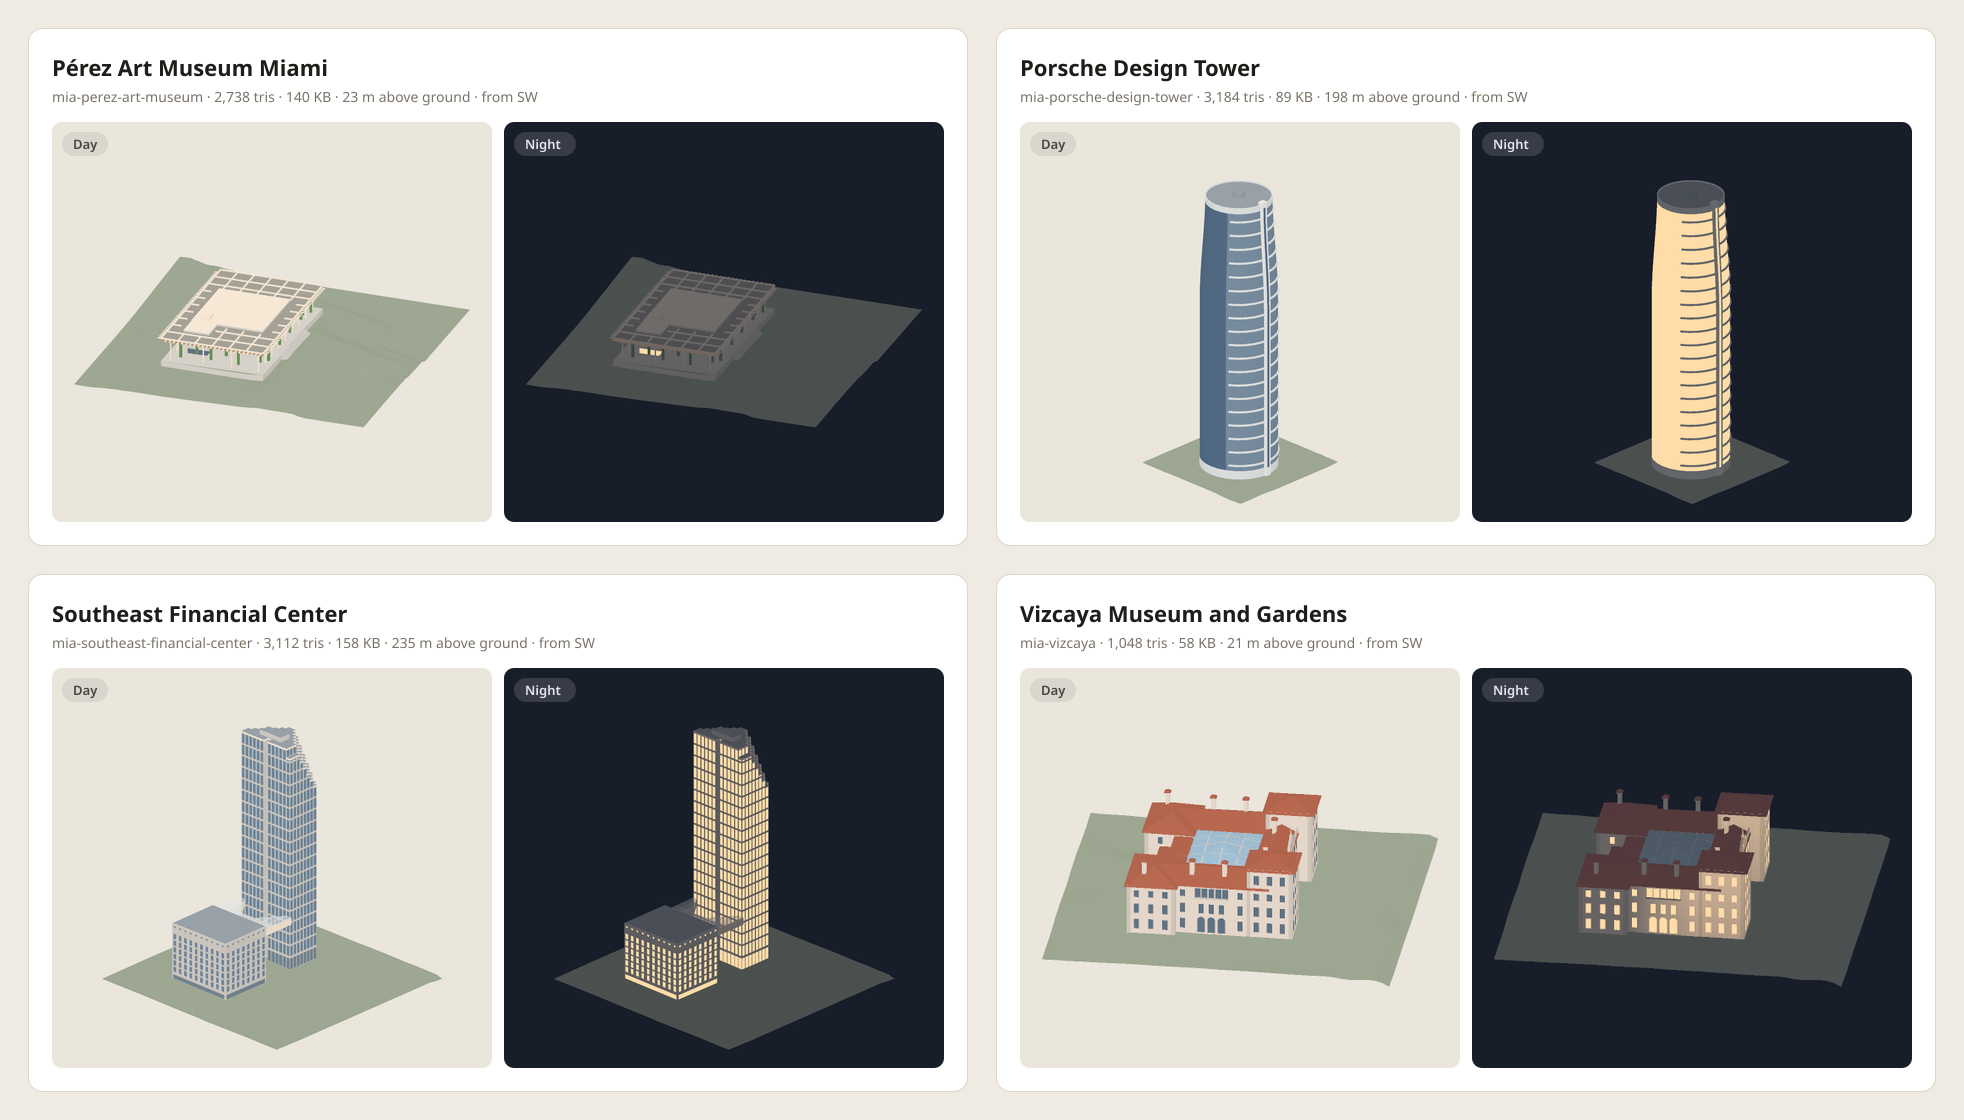 Pérez Art Museum Miami
mia-perez-art-museum · 2,738 tris · 140 KB · 23 m above ground · from SW
Day
Night
Porsche Design Tower
mia-porsche-design-tower · 3,184 tris · 89 KB · 198 m above ground · from SW
Day
Night
Southeast Financial Center
mia-southeast-financial-center · 3,112 tris · 158 KB · 235 m above ground · from SW
Day
Night
Vizcaya Museum and Gardens
mia-vizcaya · 1,048 tris · 58 KB · 21 m above ground · from SW
Day
Night